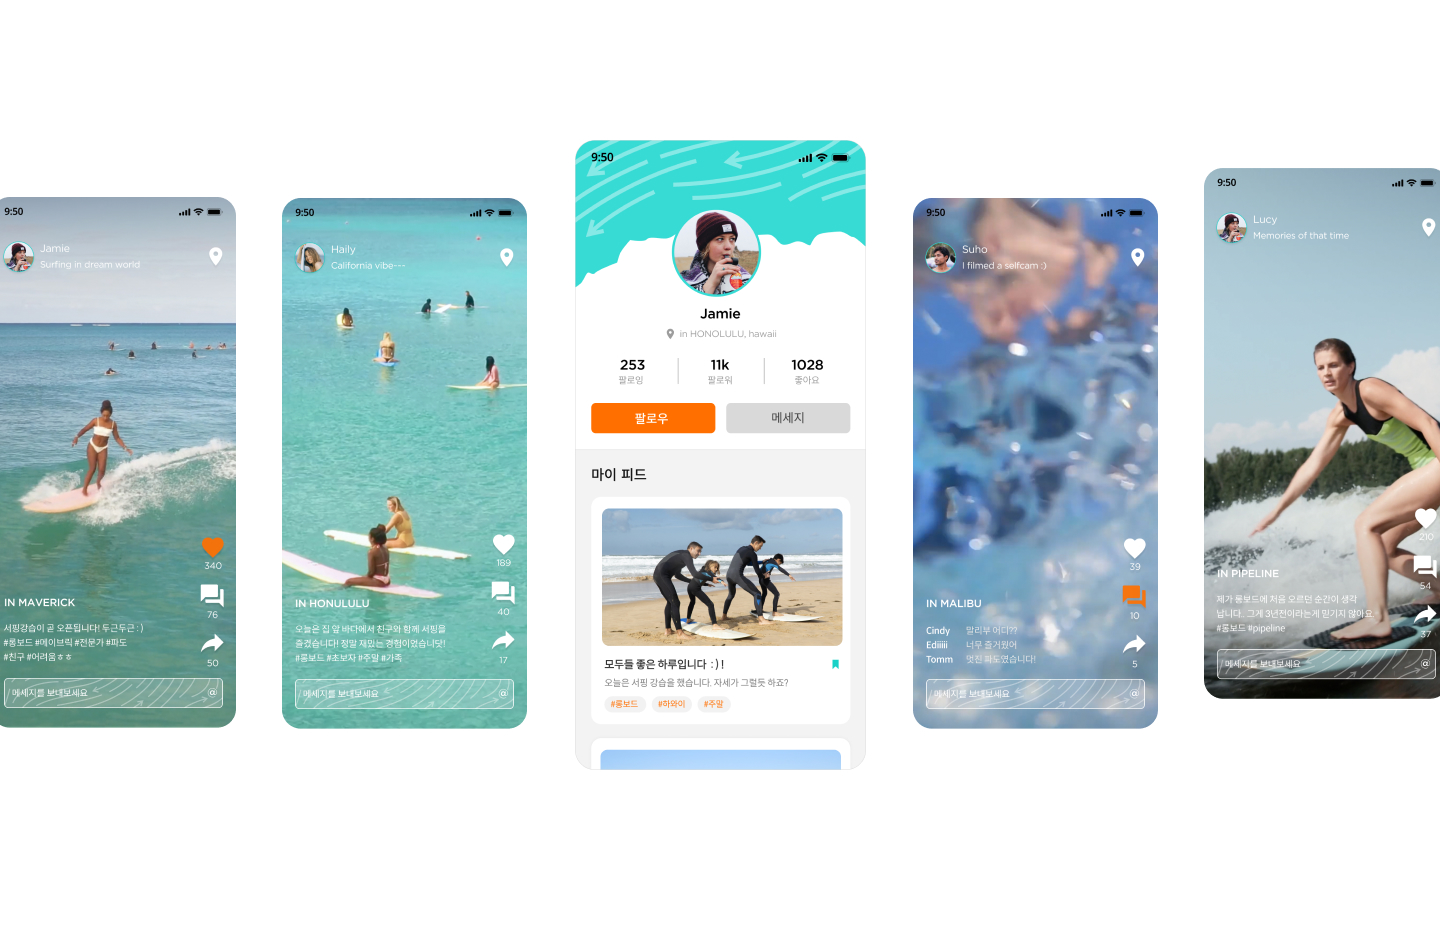 9:50
Jamie
Surfing in dream world
340
76
50
IN MAVERICK
서핑강습이 곧 오픈됩니다! 두근두근 : )
#롱보드 #메이브릭 #전문가 #파도
#친구 #어려움ㅎㅎ
메세지를 보내보세요
@
9:50
Haily
California vibe~~~
189
40
17
IN HONULULU
오늘은 집 앞 바다에서 친구와 함께 서핑을
즐겼습니다! 정말 재밌는 경험이었습니다!
#롱보드 #초보자 #주말 #가족
메세지를 보내보세요
@
9:50
Jamie
in HONOLULU, hawaii
253
팔로잉
11k
팔로워
1028
좋아요
팔로우
메세지
마이 피드
모두들 좋은 하루입니다 : ) !
오늘은 서핑 강습을 했습니다. 자세가 그럴듯 하죠?
#롱보드
#하와이
#주말
9:50
Suho
I filmed a selfcam :)
39
10
5
IN MALIBU
Cindy 말리부 어디??
Ediiiii 너무 즐거웠어
Tomm 멋진 파도였습니다!
메세지를 보내보세요
@
9:50
Lucy
Memories of that time
210
54
37
IN PIPELINE
제가 롱보드에 처음 오르던 순간이 생각
납니다.. 그게 3년전이라는게 믿기지 않아요
#롱보드 #pipeline
메세지를 보내보세요
@